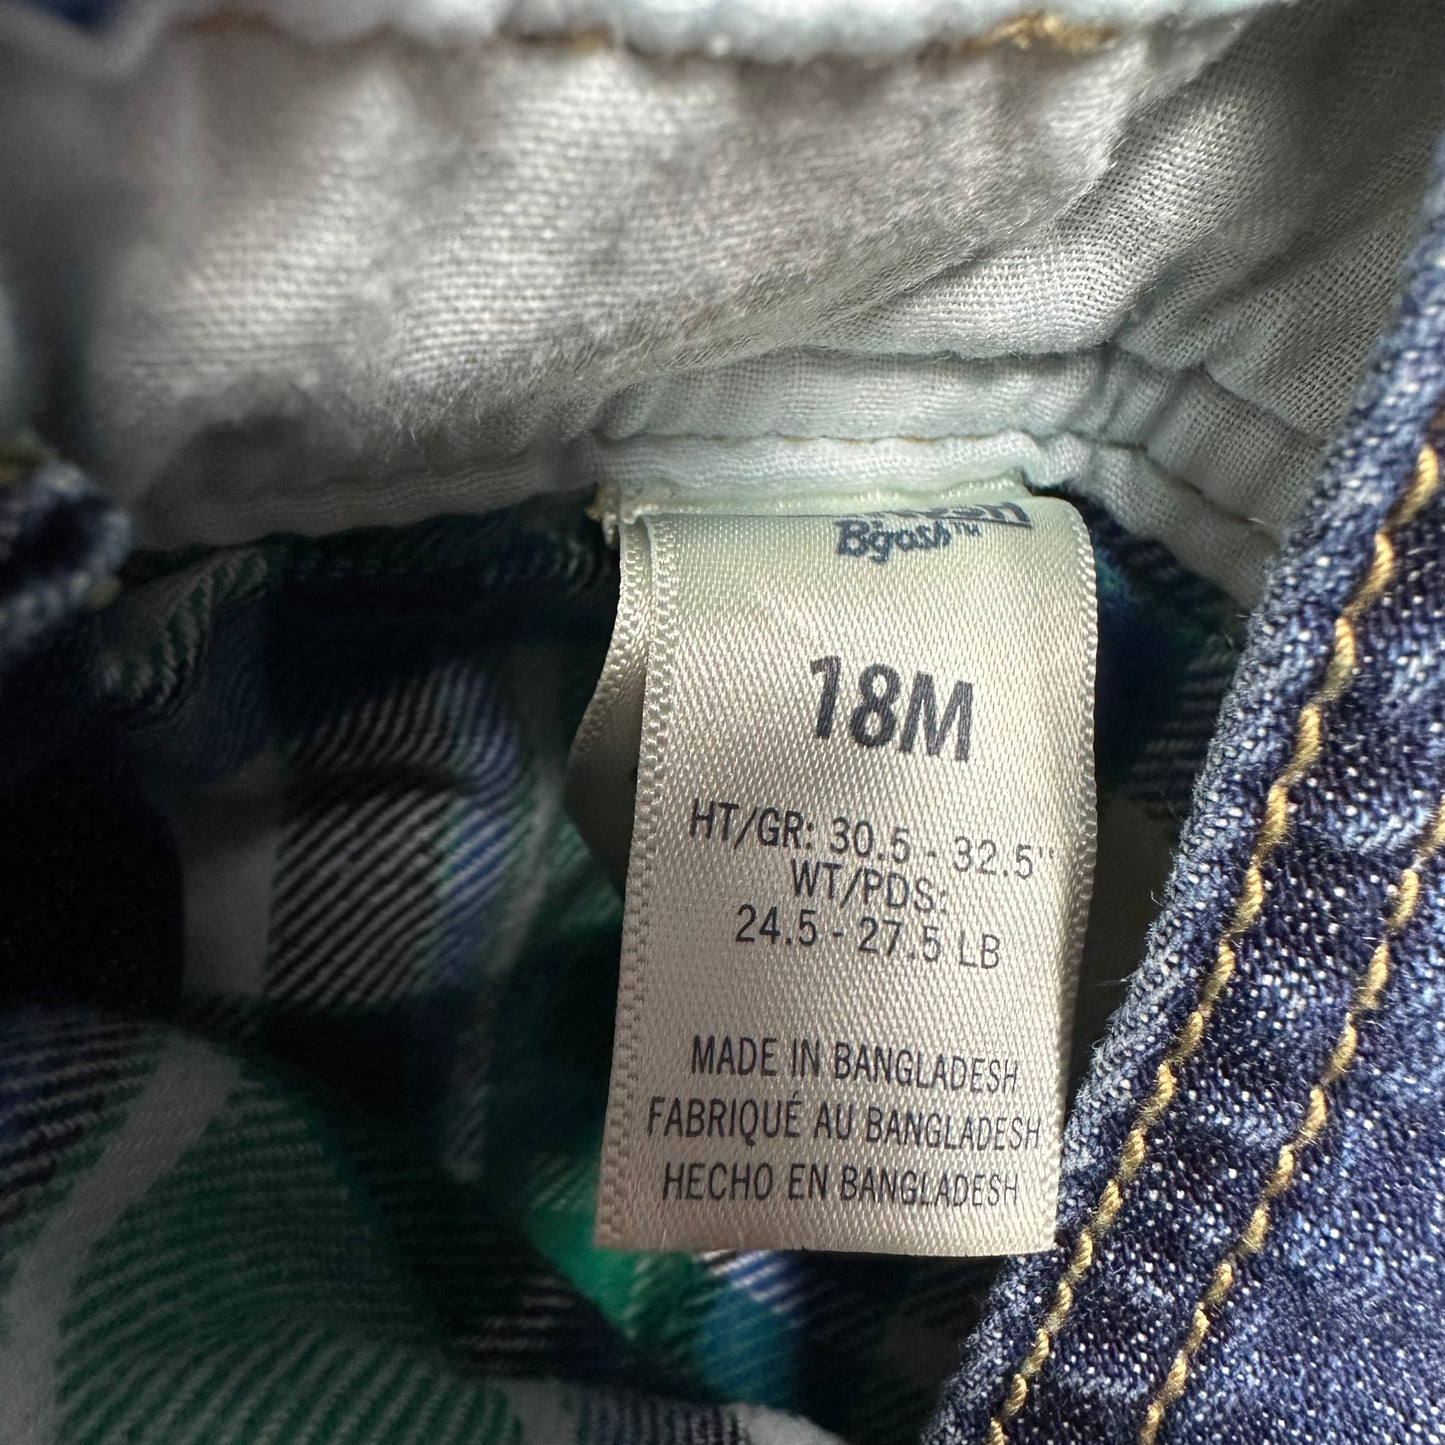 B'gosh™
18M
HT/GR: 30.5 - 32.5"
WT/PDS:
24.5 - 27.5 LB
MADE IN BANGLADESH
FABRIQUÉ AU BANGLADESH
HECHO EN BANGLADESH